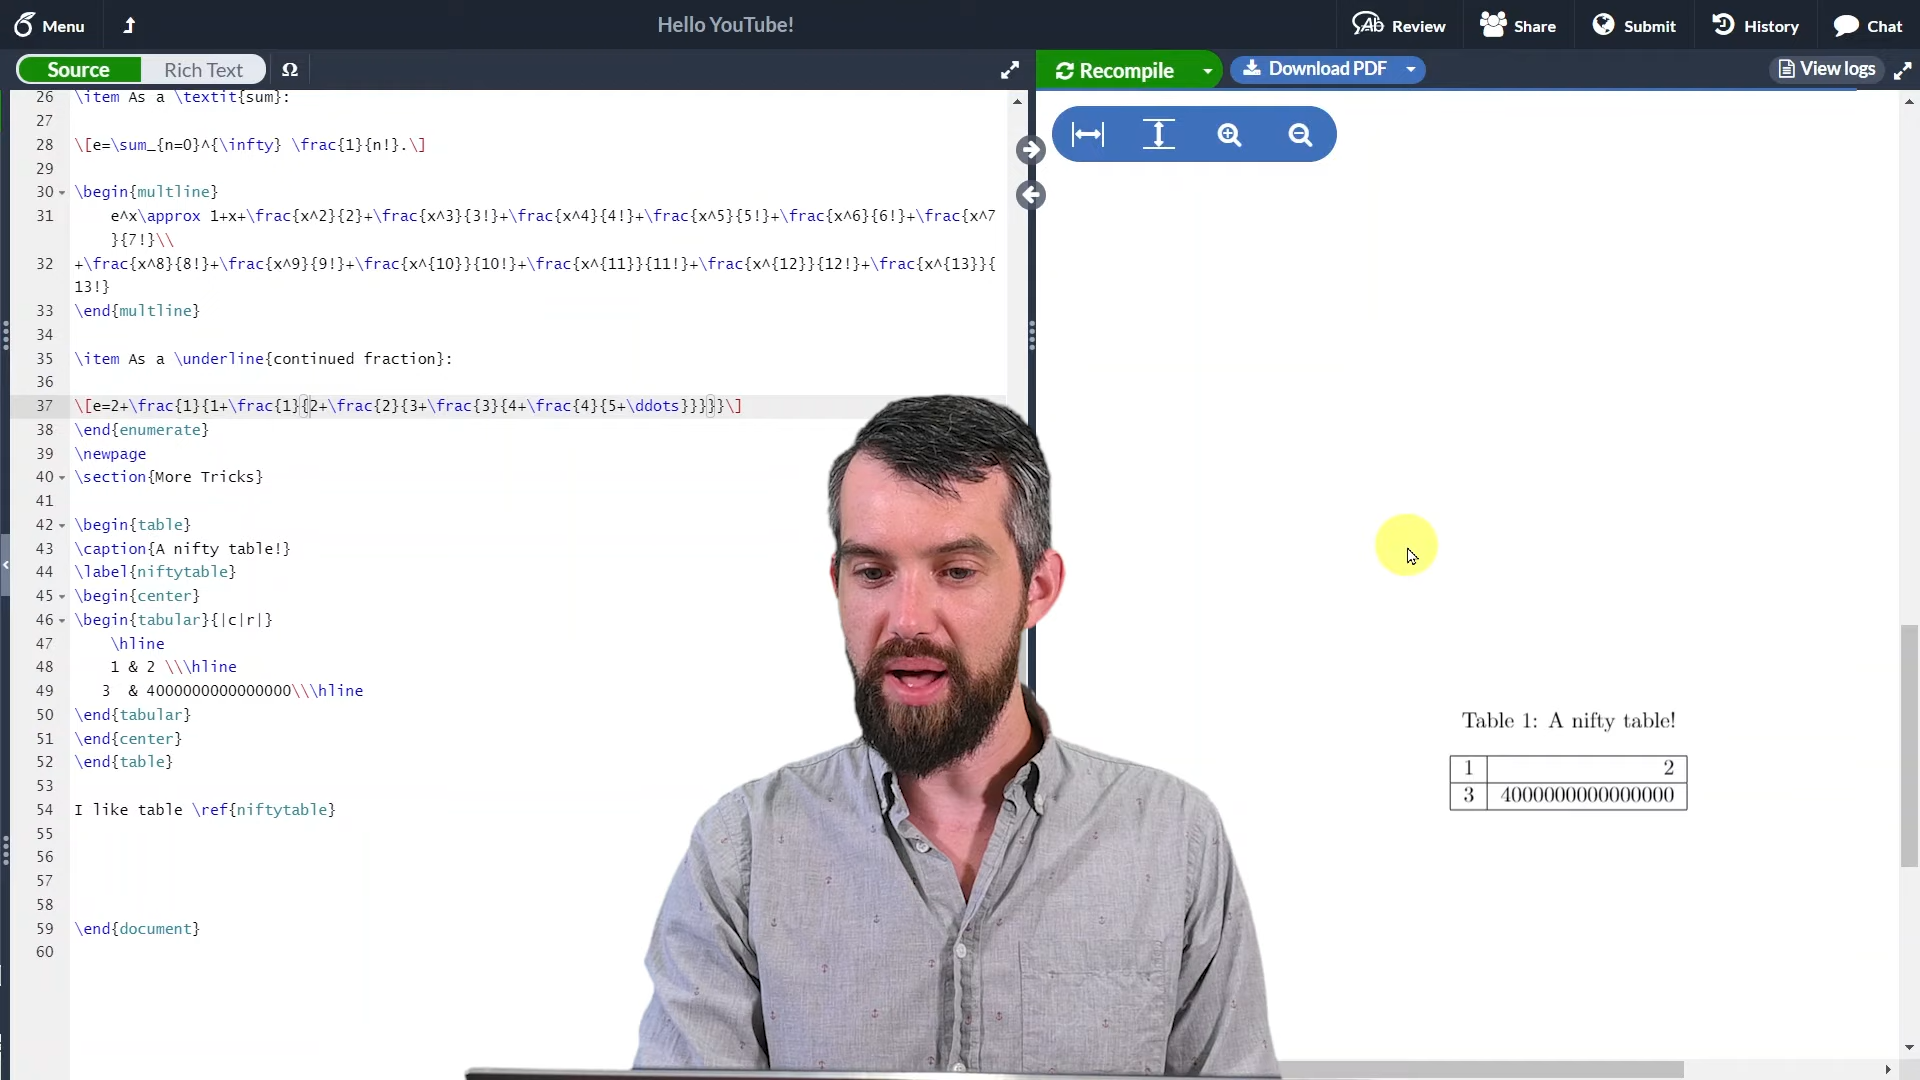 Menu
Hello YouTube!
Review
Share
Submit
History
Chat
Source
Rich Text
Ω
Recompile
Download PDF
View logs
26 \item As a \textit{sum}:
27
28 \[e=\sum_{n=0}^{\infty} \frac{1}{n!}.\]
29
30 \begin{multline}
31 e^x\approx 1+x+\frac{x^2}{2}+\frac{x^3}{3!}+\frac{x^4}{4!}+\frac{x^5}{5!}+\frac{x^6}{6!}+\frac{x^7
}{7!}\\
32 +\frac{x^8}{8!}+\frac{x^9}{9!}+\frac{x^{10}}{10!}+\frac{x^{11}}{11!}+\frac{x^{12}}{12!}+\frac{x^{13}}{
13!}
33 \end{multline}
34
35 \item As a \underline{continued fraction}:
36
37 \[e=2+\frac{1}{1+\frac{1}{2+\frac{2}{3+\frac{3}{4+\frac{4}{5+\ddots}}}}}\]
38 \end{enumerate}
39 \newpage
40 \section{More Tricks}
41
42 \begin{table}
43 \caption{A nifty table!}
44 \label{niftytable}
45 \begin{center}
46 \begin{tabular}{|c|r|}
47 \hline
48 1 & 2 \\\hline
49 3 & 4000000000000000\\\hline
50 \end{tabular}
51 \end{center}
52 \end{table}
53
54 I like table \ref{niftytable}
55
56
57
58
59 \end{document}
60
Table 1: A nifty table!
1 2
3 4000000000000000